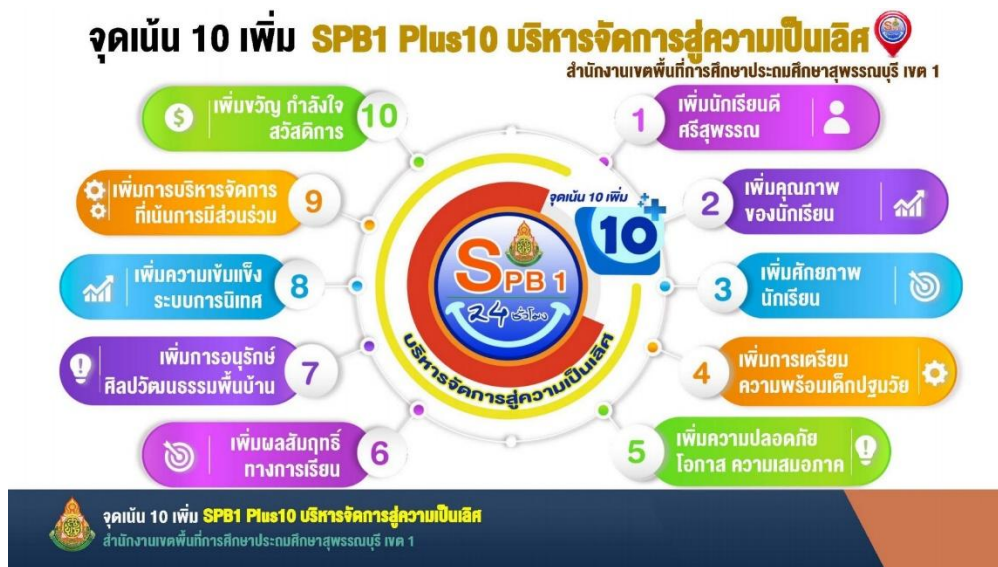 จุดเน้น 10 เพิ่ม SPB1 Plus10 บริหารจัดการสู่ความเป็นเลิศ
สำนักงานเขตพื้นที่การศึกษาประถมศึกษาสุพรรณบุรี เขต 1
1
เพิ่มนักเรียนดี
ศรีสุพรรณ
2
เพิ่มคุณภาพ
ของนักเรียน
3
เพิ่มศักยภาพ
นักเรียน
4
เพิ่มการเตรียม
ความพร้อมเด็กปฐมวัย
5
เพิ่มความปลอดภัย
โอกาส ความเสมอภาค
6
เพิ่มผลสัมฤทธิ์
ทางการเรียน
7
เพิ่มการอนุรักษ์
ศิลปวัฒนธรรมพื้นบ้าน
8
เพิ่มความเข้มแข็ง
ระบบการนิเทศ
9
เพิ่มการบริหารจัดการ
ที่เน้นการมีส่วนร่วม
10
เพิ่มขวัญ กำลังใจ
สวัสดิการ
จุดเน้น 10 เพิ่ม
10
SPB 1
24 ชั่วโมง
บริหารจัดการสู่ความเป็นเลิศ
จุดเน้น 10 เพิ่ม SPB1 Plus10 บริหารจัดการสู่ความเป็นเลิศ
สำนักงานเขตพื้นที่การศึกษาประถมศึกษาสุพรรณบุรี เขต 1